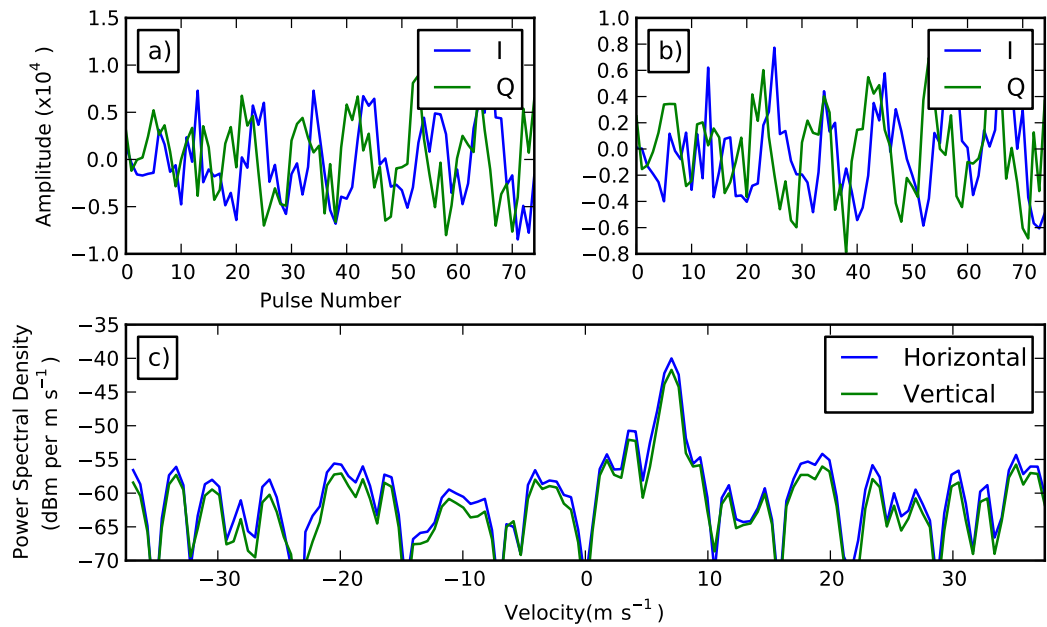 a)
I
Q
1.5
1.0
0.5
0.0
−0.5
−1.0
Amplitude (x10⁴)
0 10 20 30 40 50 60 70
Pulse Number
b)
I
Q
1.0
0.8
0.6
0.4
0.2
0.0
−0.2
−0.4
−0.6
−0.8
0 10 20 30 40 50 60 70
c)
Horizontal
Vertical
−35
−40
−45
−50
−55
−60
−65
−70
Power Spectral Density
(dBm per m s⁻¹)
−30 −20 −10 0 10 20 30
Velocity(m s⁻¹)